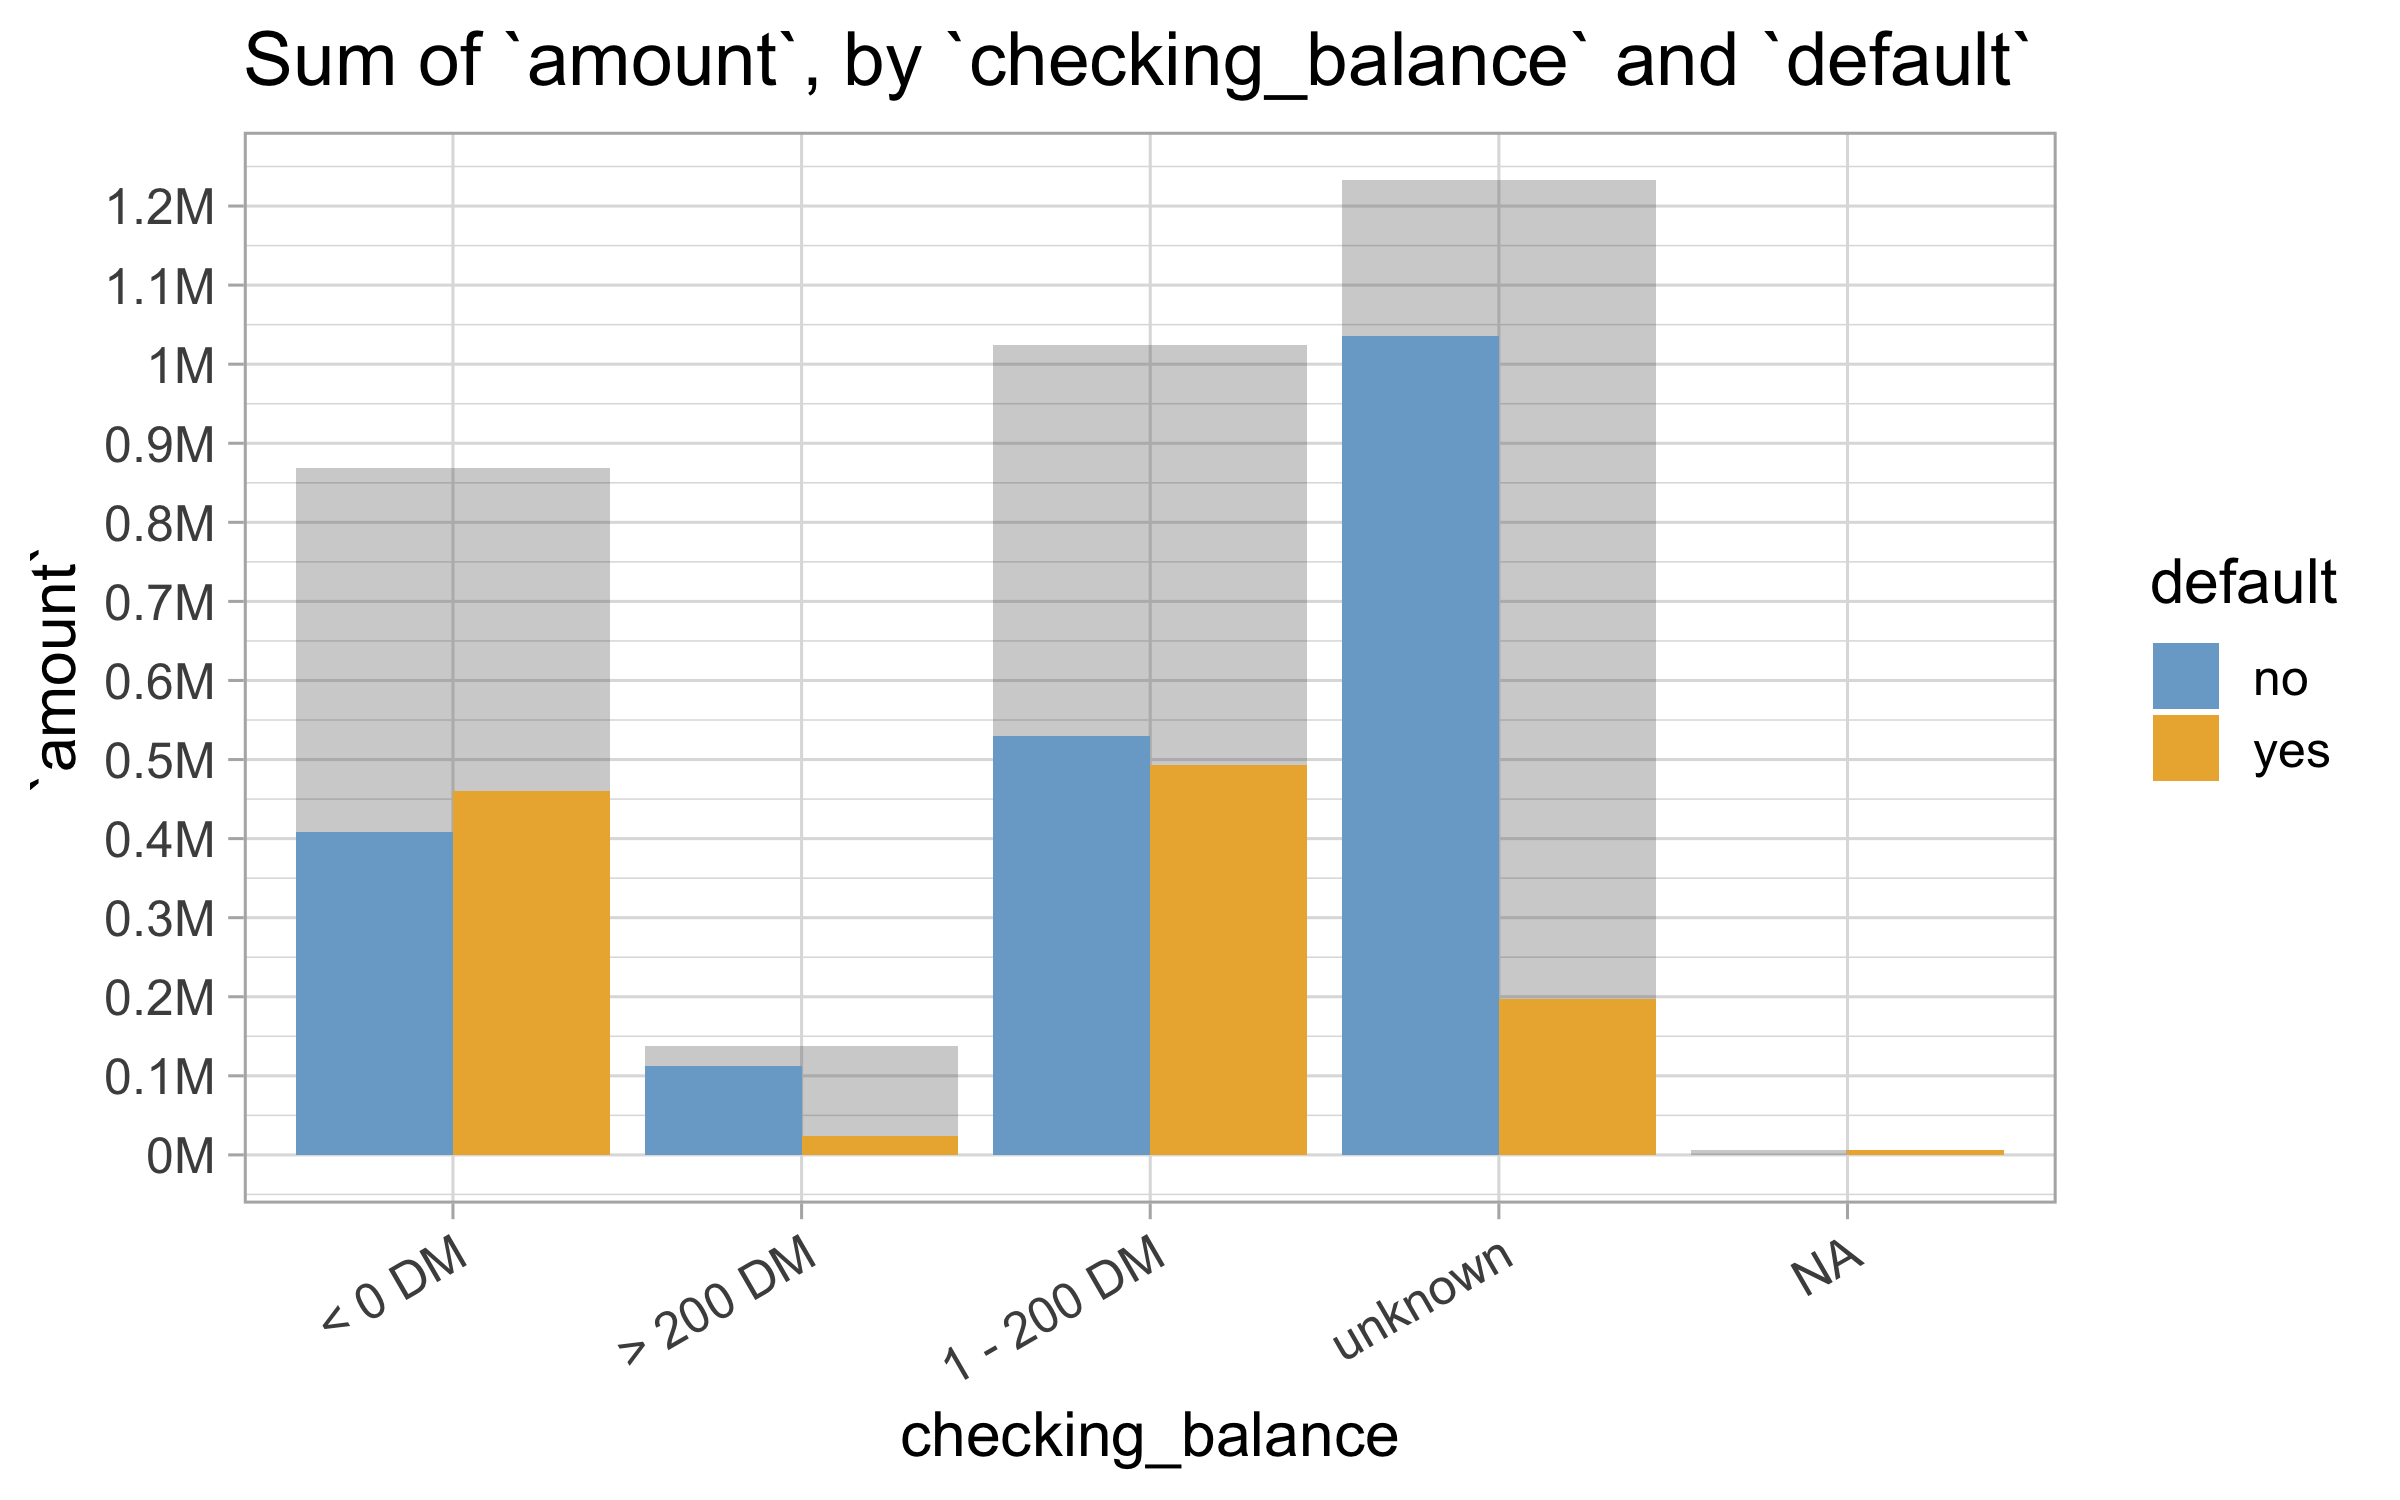 Sum of `amount`, by `checking_balance` and `default`
1.2M
1.1M
1M
0.9M
0.8M
0.7M
0.6M
0.5M
0.4M
0.3M
0.2M
0.1M
0M
`amount`
< 0 DM
> 200 DM
1 - 200 DM
unknown
NA
checking_balance
default
no
yes